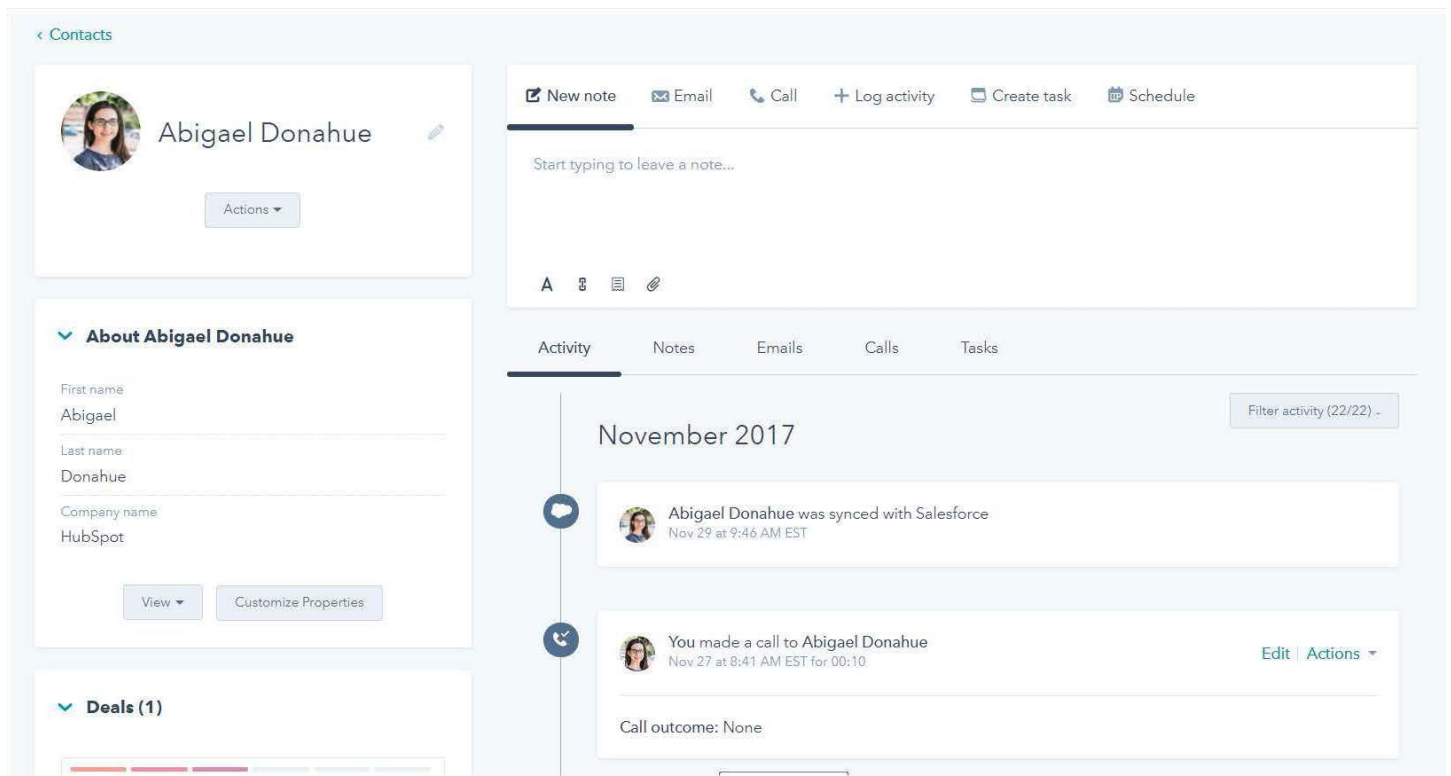 ‹ Contacts
Abigael Donahue
Actions
About Abigael Donahue
First name
Abigael
Last name
Donahue
Company name
HubSpot
View
Customize Properties
Deals (1)
New note
Email
Call
Log activity
Create task
Schedule
Start typing to leave a note...
A
Activity
Notes
Emails
Calls
Tasks
Filter activity (22/22)
November 2017
Abigael Donahue was synced with Salesforce
Nov 29 at 9:46 AM EST
You made a call to Abigael Donahue
Nov 27 at 8:41 AM EST for 00:10
Edit | Actions
Call outcome: None